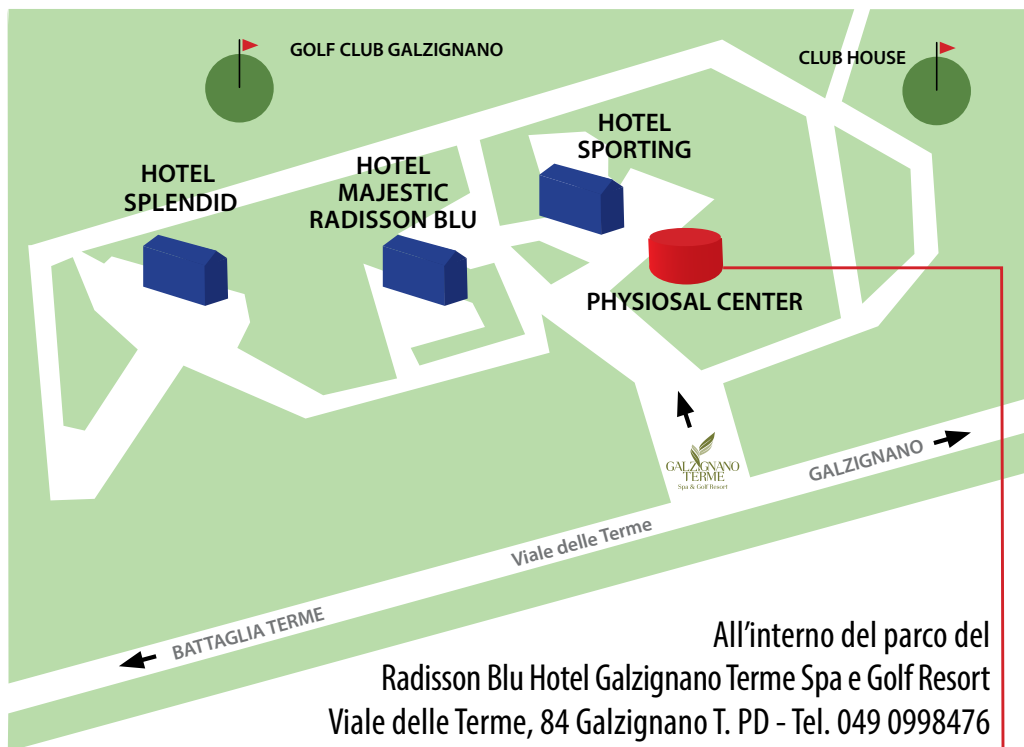 GOLF CLUB GALZIGNANO
CLUB HOUSE
HOTEL
SPORTING
HOTEL
MAJESTIC
RADISSON BLU
HOTEL
SPLENDID
PHYSIOSAL CENTER
GALZIGNANO
TERME
Spa & Golf Resort
GALZIGNANO
Viale delle Terme
BATTAGLIA TERME
All'interno del parco del
Radisson Blu Hotel Galzignano Terme Spa e Golf Resort
Viale delle Terme, 84 Galzignano T. PD - Tel. 049 0998476